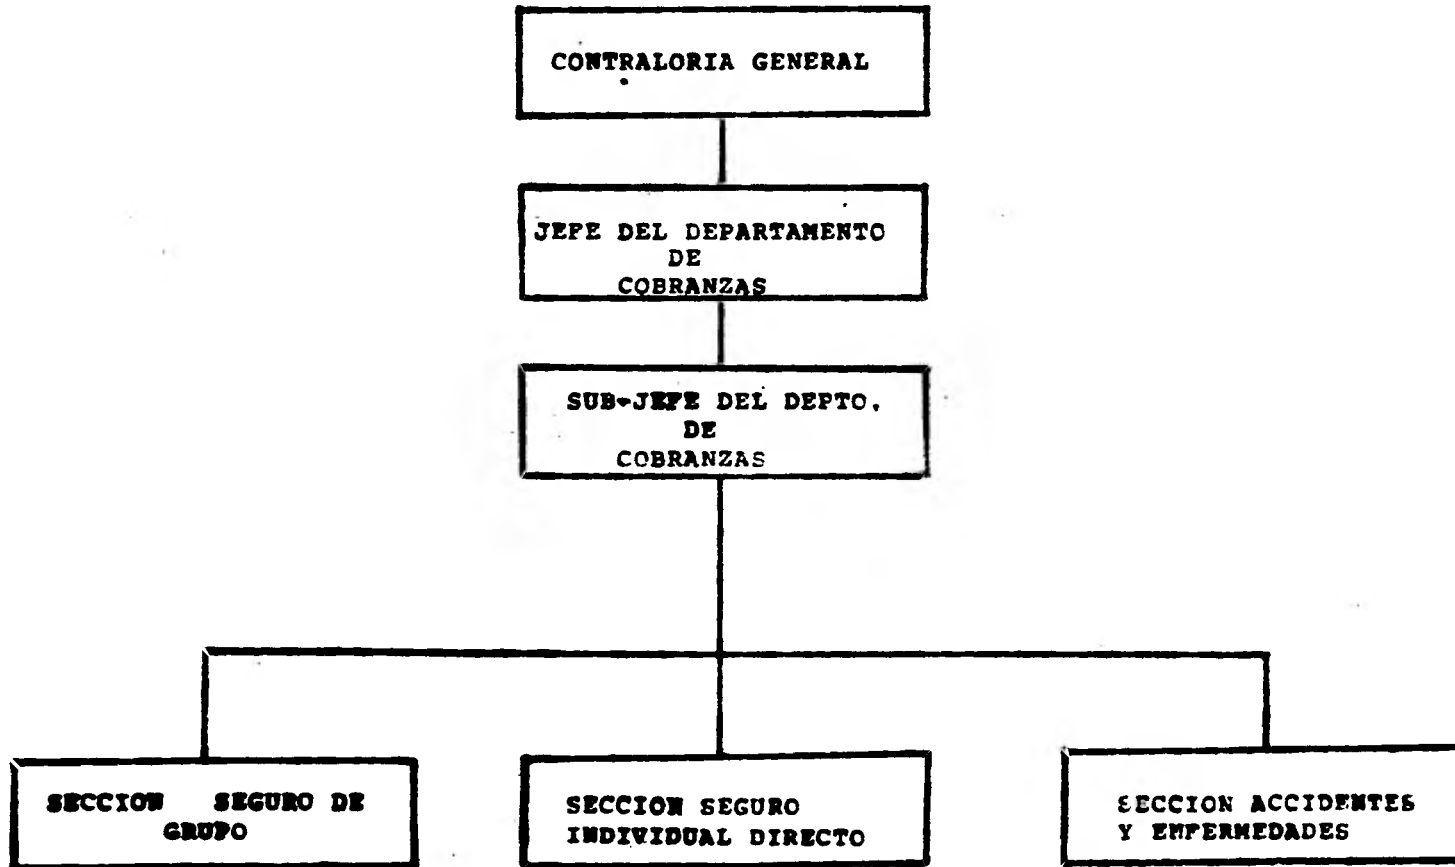 CONTRALORIA GENERAL
JEFE DEL DEPARTAMENTO
DE
COBRANZAS
SUB-JEFE DEL DEPTO.
DE
COBRANZAS
SECCION SEGURO DE
GRUPO
SECCION SEGURO
INDIVIDUAL DIRECTO
SECCION ACCIDENTES
Y ENFERMEDADES